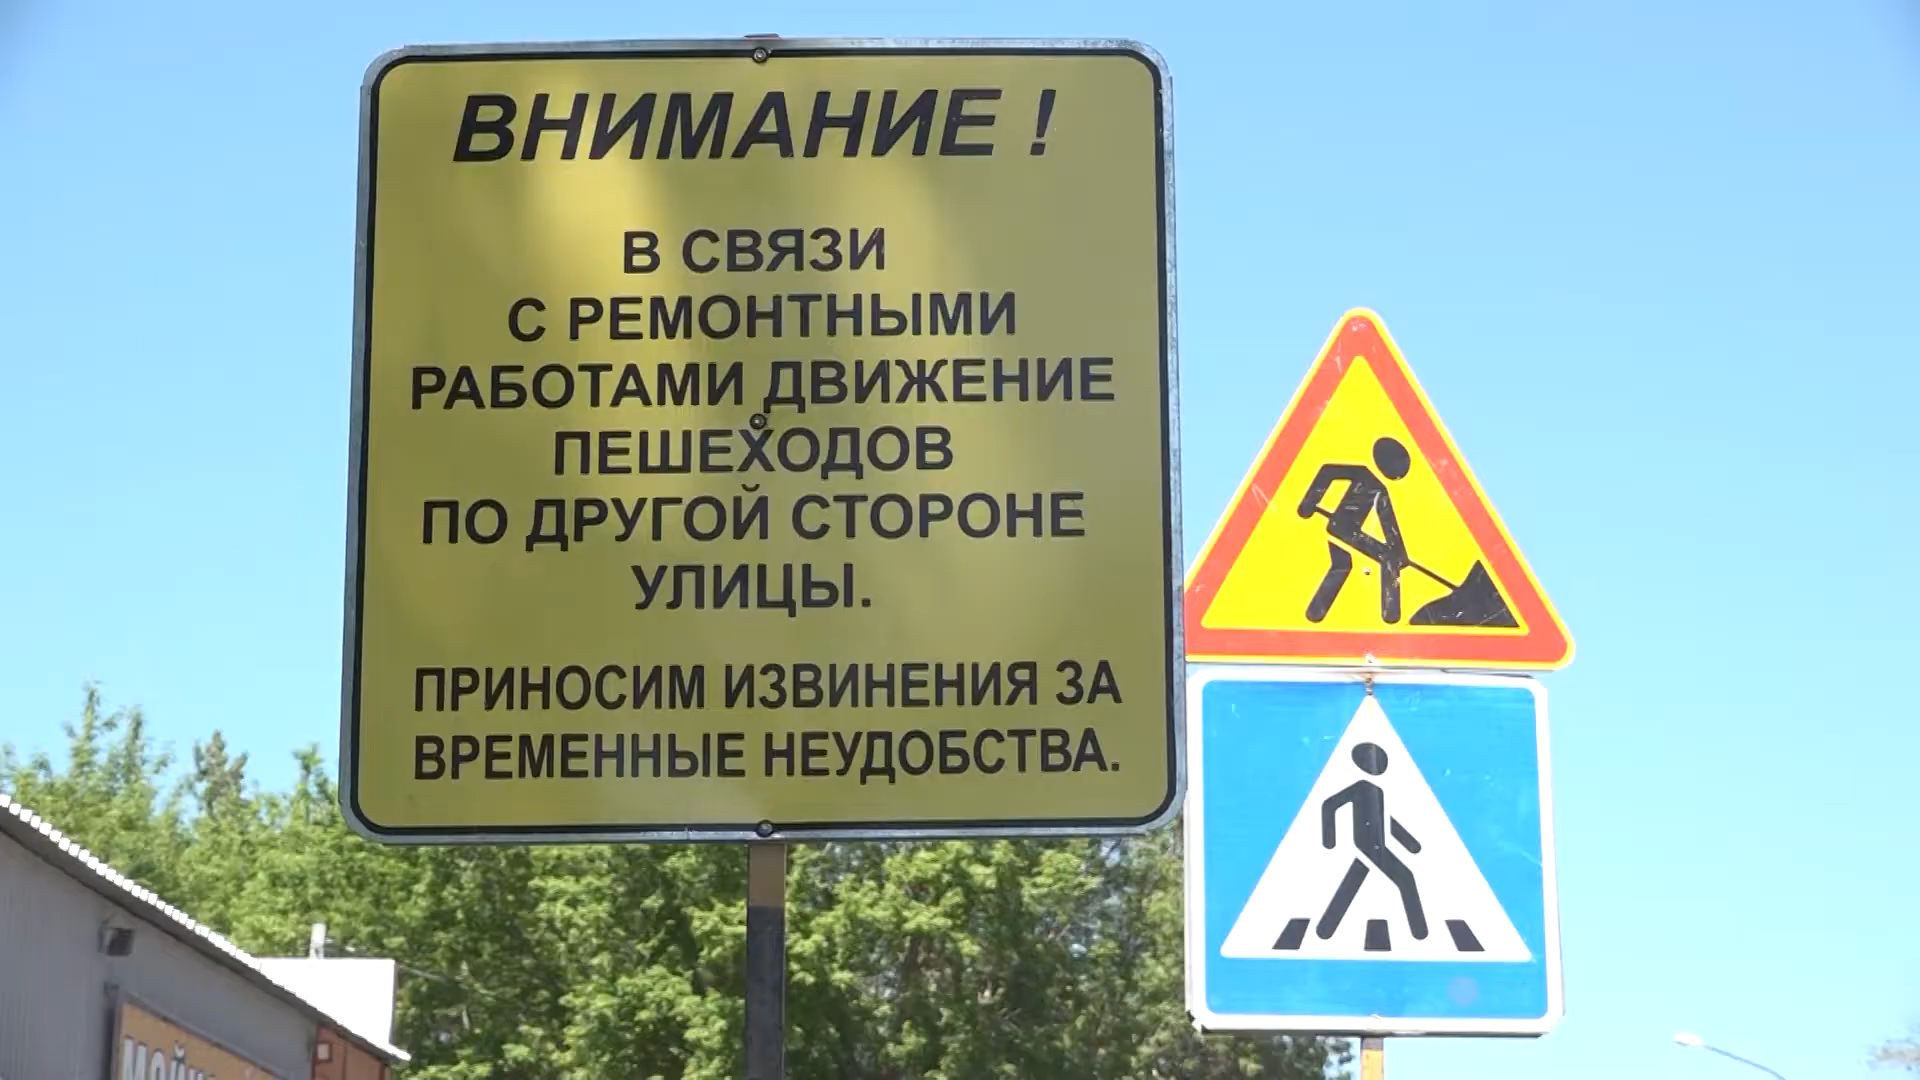 ВНИМАНИЕ !
В СВЯЗИ
С РЕМОНТНЫМИ
РАБОТАМИ ДВИЖЕНИЕ
ПЕШЕХОДОВ
ПО ДРУГОЙ СТОРОНЕ
УЛИЦЫ.
ПРИНОСИМ ИЗВИНЕНИЯ ЗА
ВРЕМЕННЫЕ НЕУДОБСТВА.